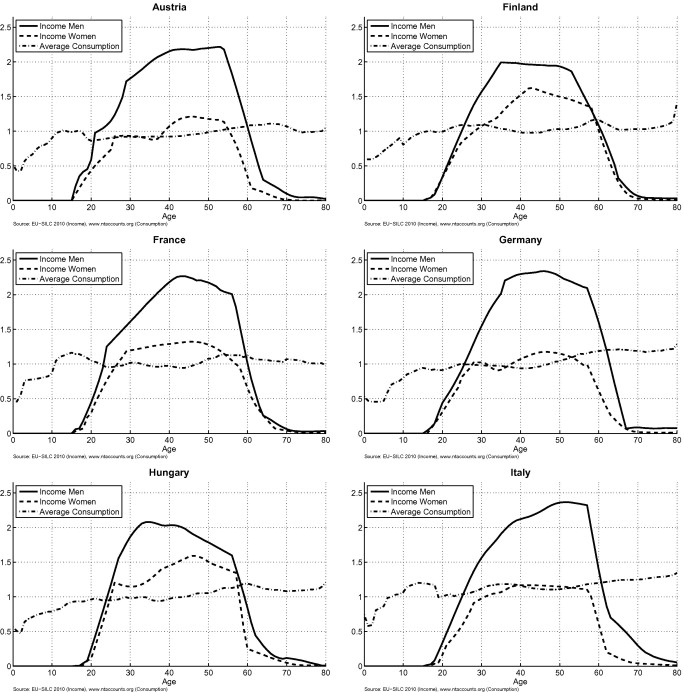 Austria
2.5
2
1.5
1
0.5
0
Income Men
Income Women
Average Consumption
0 10 20 30 40 50 60 70 80
Age
Source: EU−SILC 2010 (Income), www.ntaccounts.org (Consumption)
Finland
2.5
2
1.5
1
0.5
0
Income Men
Income Women
Average Consumption
0 10 20 30 40 50 60 70 80
Age
Source: EU−SILC 2010 (Income), www.ntaccounts.org (Consumption)
France
2.5
2
1.5
1
0.5
0
Income Men
Income Women
Average Consumption
0 10 20 30 40 50 60 70 80
Age
Source: EU−SILC 2010 (Income), www.ntaccounts.org (Consumption)
Germany
2.5
2
1.5
1
0.5
0
Income Men
Income Women
Average Consumption
0 10 20 30 40 50 60 70 80
Age
Source: EU−SILC 2010 (Income), www.ntaccounts.org (Consumption)
Hungary
2.5
2
1.5
1
0.5
0
Income Men
Income Women
Average Consumption
0 10 20 30 40 50 60 70 80
Age
Source: EU−SILC 2010 (Income), www.ntaccounts.org (Consumption)
Italy
2.5
2
1.5
1
0.5
0
Income Men
Income Women
Average Consumption
0 10 20 30 40 50 60 70 80
Age
Source: EU−SILC 2010 (Income), www.ntaccounts.org (Consumption)